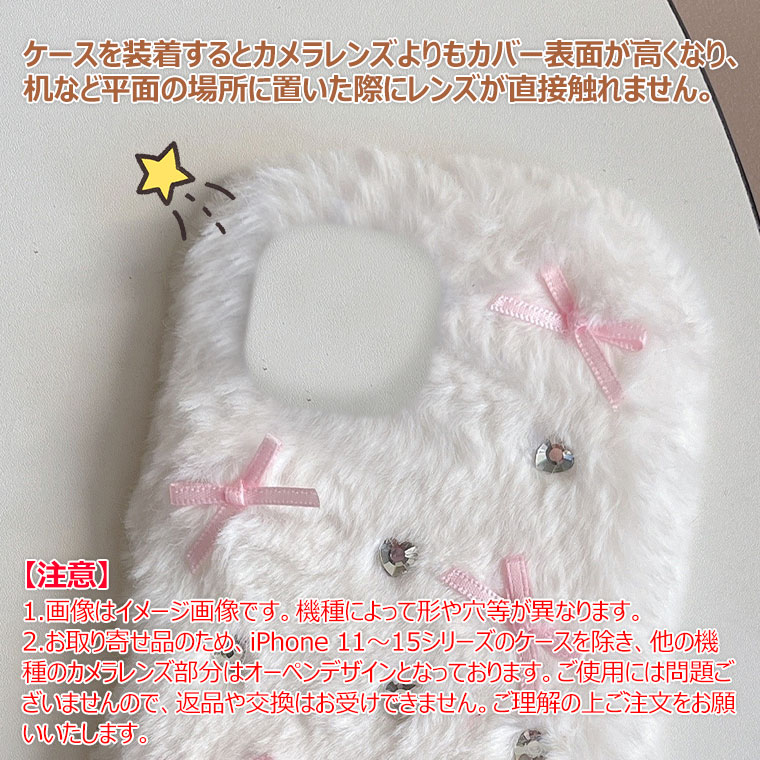 ケースを装着するとカメラレンズよりもカバー表面が高くなり、
机など平面の場所に置いた際にレンズが直接触れません。
【注意】
1.画像はイメージ画像です。機種によって形や穴等が異なります。
2.お取り寄せ品のため、iPhone 11～15シリーズのケースを除き、他の機
種のカメラレンズ部分はオーペンデザインとなっております。ご使用には問題ご
ざいませんので、返品や交換はお受けできません。ご理解の上ご注文をお願
いいたします。